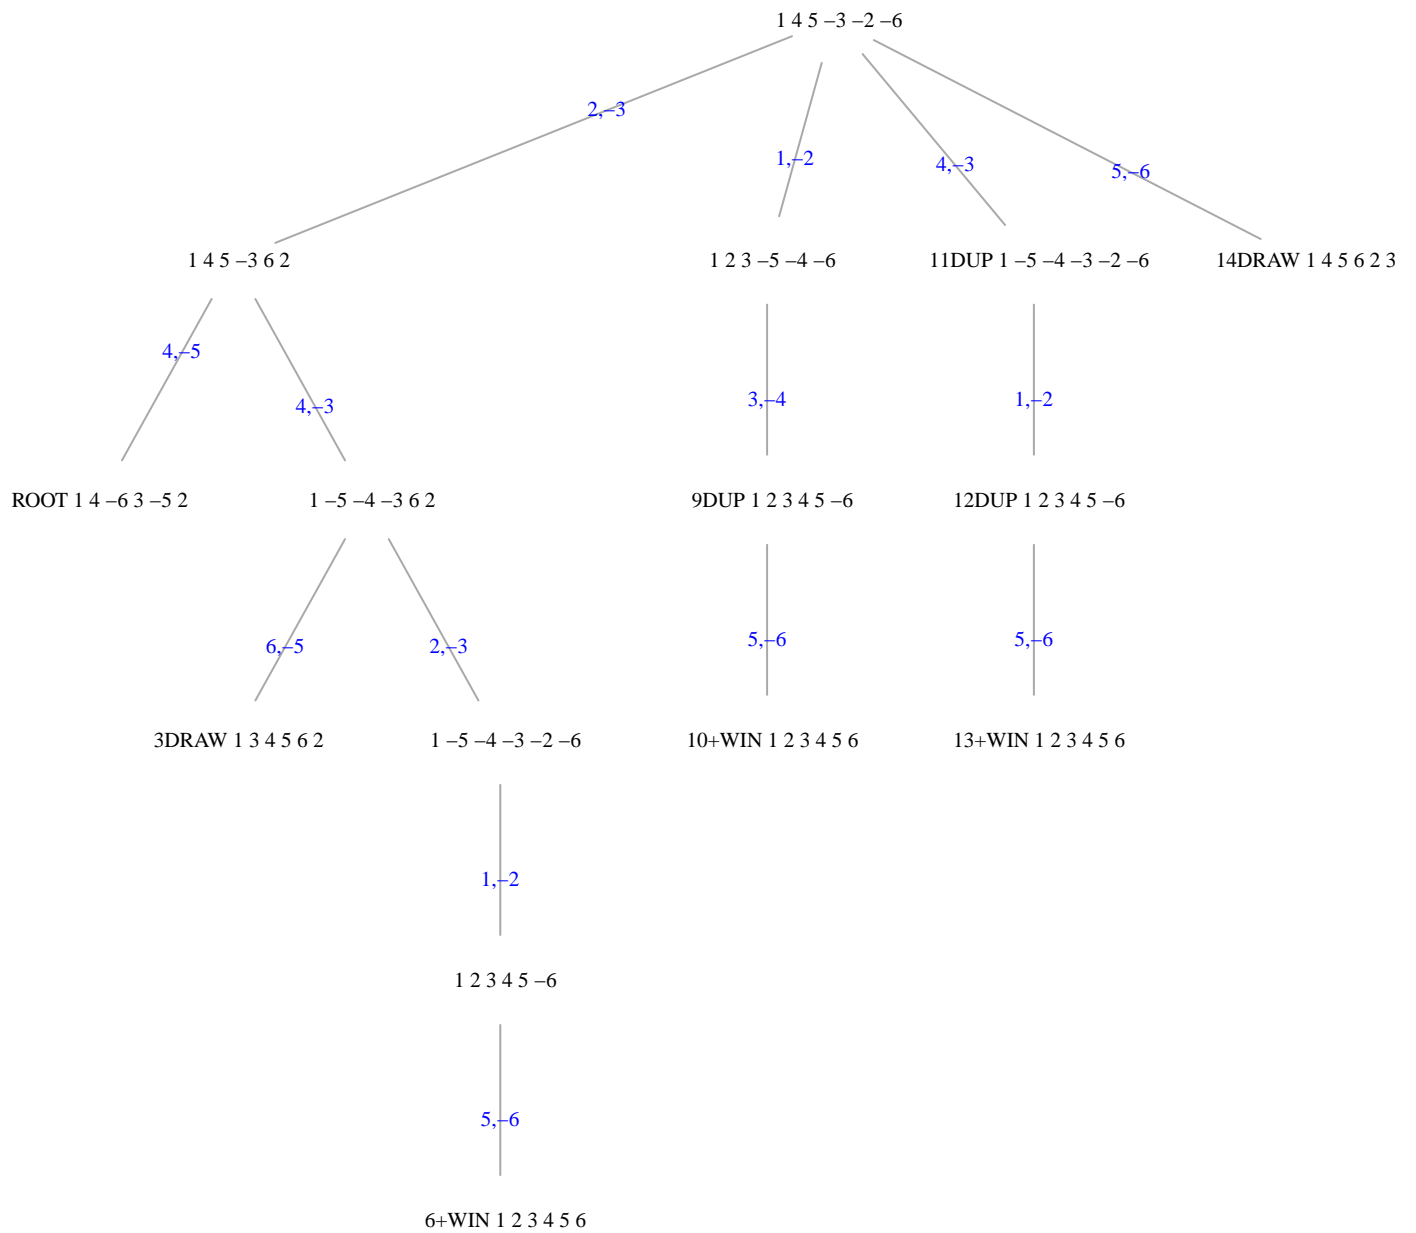 1 4 5 –3 –2 –6
2,–3
1,–2
4,–3
5,–6
1 4 5 –3 6 2
1 2 3 –5 –4 –6
11DUP 1 –5 –4 –3 –2 –6
14DRAW 1 4 5 6 2 3
4,–5
4,–3
3,–4
1,–2
ROOT 1 4 –6 3 –5 2
1 –5 –4 –3 6 2
9DUP 1 2 3 4 5 –6
12DUP 1 2 3 4 5 –6
6,–5
2,–3
5,–6
5,–6
3DRAW 1 3 4 5 6 2
1 –5 –4 –3 –2 –6
10+WIN 1 2 3 4 5 6
13+WIN 1 2 3 4 5 6
1,–2
1 2 3 4 5 –6
5,–6
6+WIN 1 2 3 4 5 6